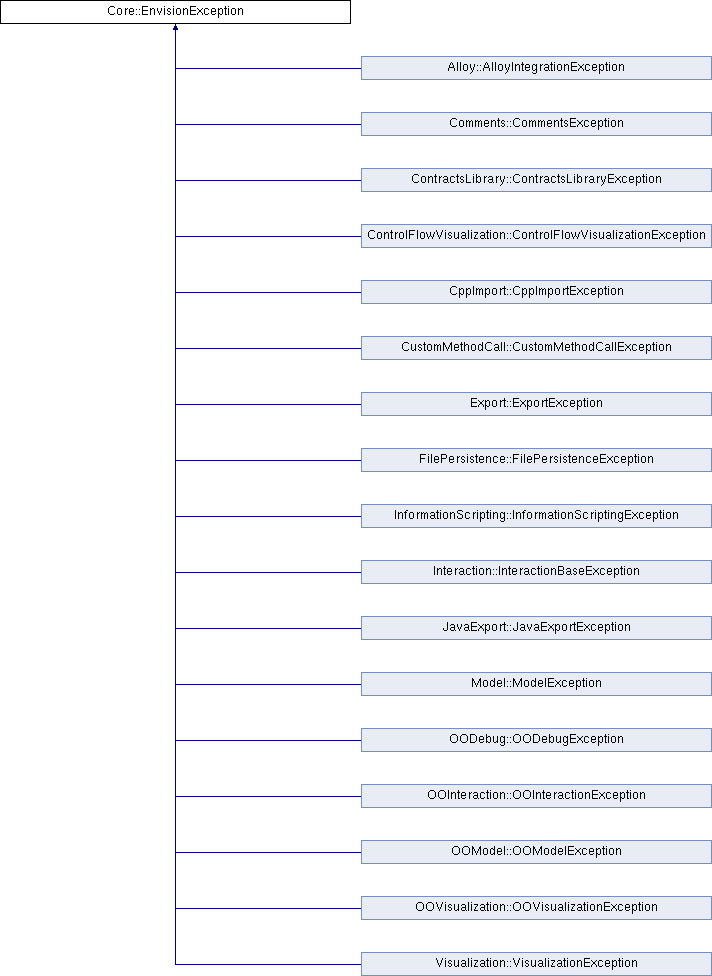 Core::EnvisionException
Alloy::AlloyIntegrationException
Comments::CommentsException
ContractsLibrary::ContractsLibraryException
ControlFlowVisualization::ControlFlowVisualizationException
CppImport::CppImportException
CustomMethodCall::CustomMethodCallException
Export::ExportException
FilePersistence::FilePersistenceException
InformationScripting::InformationScriptingException
Interaction::InteractionBaseException
JavaExport::JavaExportException
Model::ModelException
OODebug::OODebugException
OOInteraction::OOInteractionException
OOModel::OOModelException
OOVisualization::OOVisualizationException
Visualization::VisualizationException